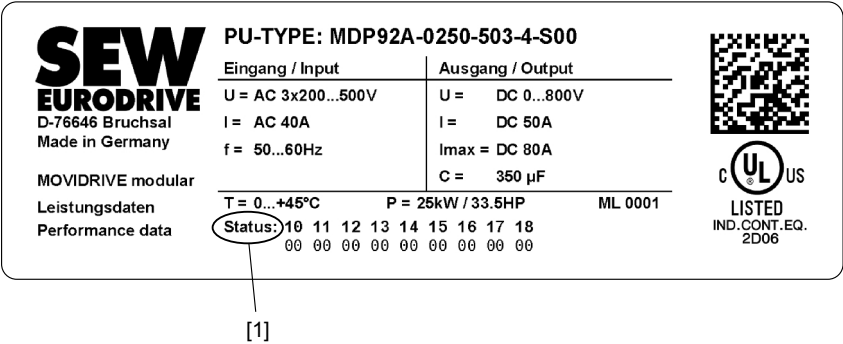 SEW
EURODRIVE
D-76646 Bruchsal
Made in Germany
MOVIDRIVE modular
Leistungsdaten
Performance data
PU-TYPE: MDP92A-0250-503-4-S00
Eingang / Input
U = AC 3x200...500V
I = AC 40A
f = 50...60Hz
Ausgang / Output
U = DC 0...800V
I = DC 50A
Imax = DC 80A
C = 350 µF
T = 0...+45°C P = 25kW / 33.5HP ML 0001
Status: 10 11 12 13 14 15 16 17 18
00 00 00 00 00 00 00 00 00
C UL ® US
LISTED
IND.CONT.EQ.
2D06
[1]